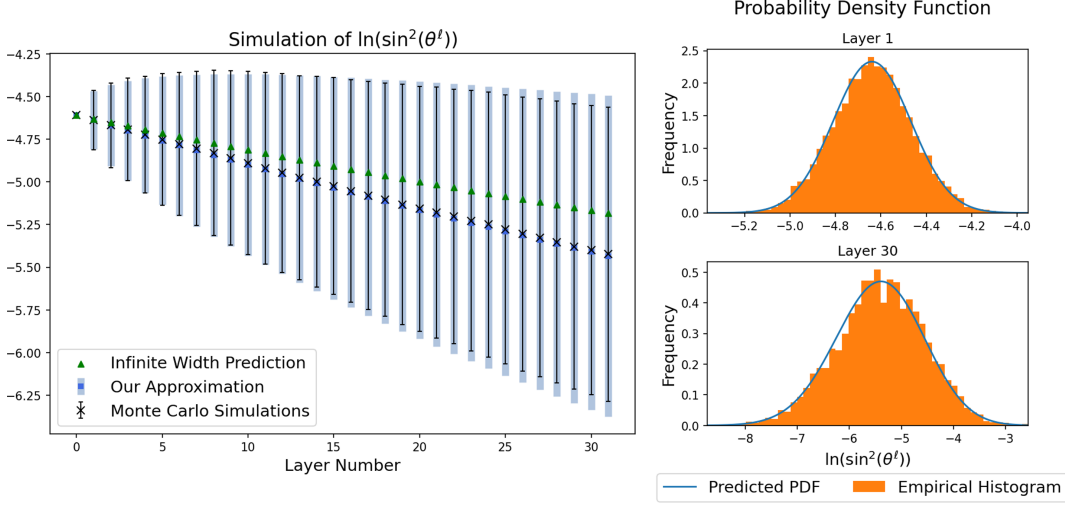 Simulation of ln(sin²(θ^ℓ))
−4.25
−4.50
−4.75
−5.00
−5.25
−5.50
−5.75
−6.00
−6.25
0 5 10 15 20 25 30
Layer Number
Infinite Width Prediction
Our Approximation
Monte Carlo Simulations
Probability Density Function
Layer 1
Frequency
2.5
2.0
1.5
1.0
0.5
0.0
−5.2 −5.0 −4.8 −4.6 −4.4 −4.2 −4.0
Layer 30
Frequency
0.5
0.4
0.3
0.2
0.1
0.0
−8 −7 −6 −5 −4 −3
ln(sin²(θ^ℓ))
Predicted PDF Empirical Histogram